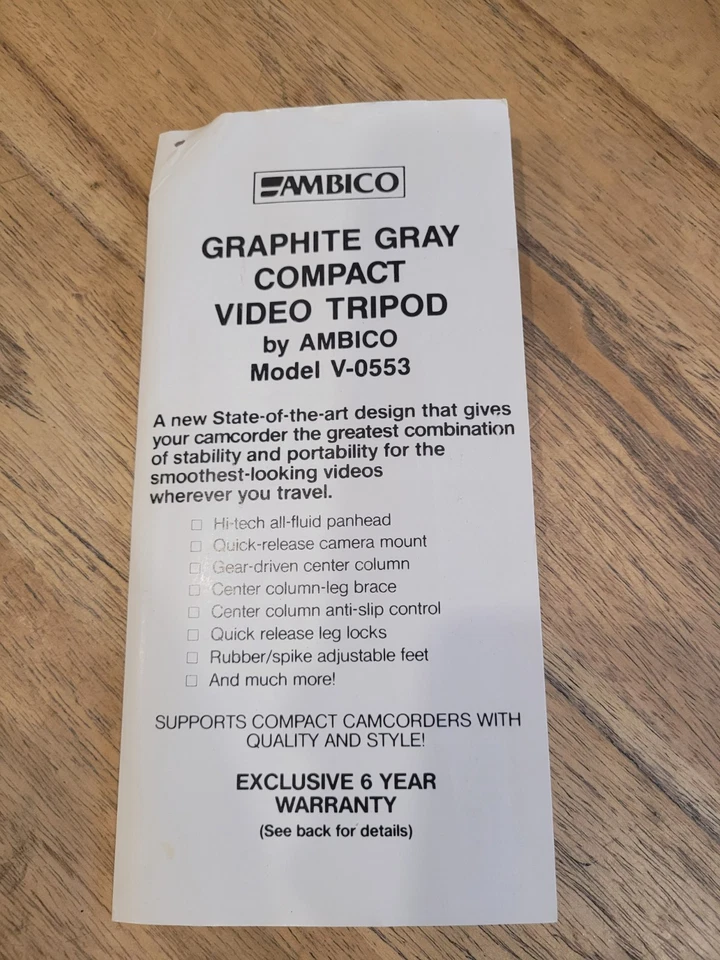 AMBICO
GRAPHITE GRAY
COMPACT
VIDEO TRIPOD
by AMBICO
Model V-0553
A new State-of-the-art design that gives
your camcorder the greatest combination
of stability and portability for the
smoothest-looking videos
wherever you travel.
☐ Hi-tech all-fluid panhead
☐ Quick-release camera mount
☐ Gear-driven center column
☐ Center column-leg brace
☐ Center column anti-slip control
☐ Quick release leg locks
☐ Rubber/spike adjustable feet
☐ And much more!
SUPPORTS COMPACT CAMCORDERS WITH
QUALITY AND STYLE!
EXCLUSIVE 6 YEAR
WARRANTY
(See back for details)